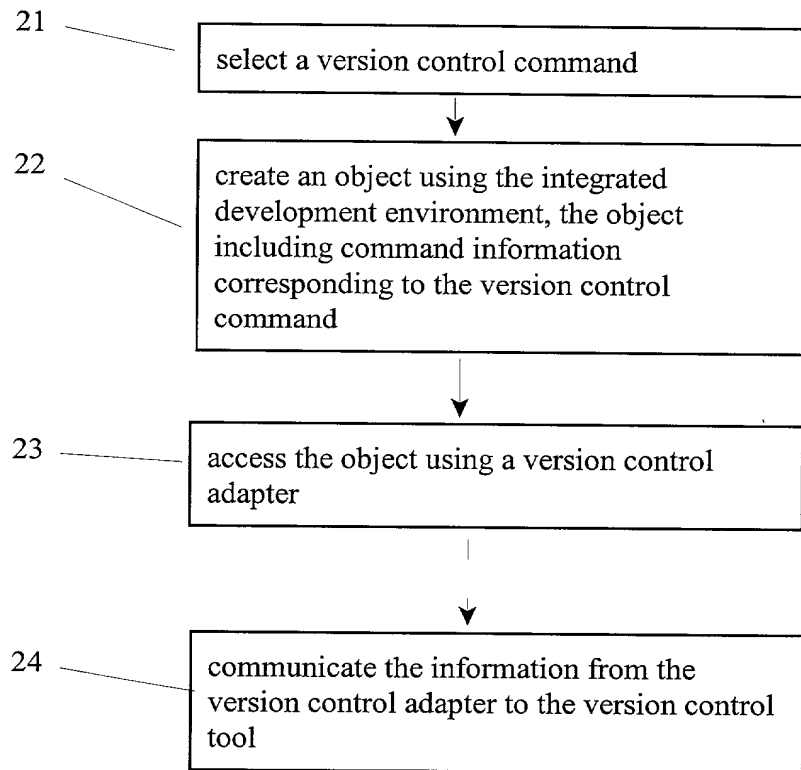 21
select a version control command
22
create an object using the integrated
development environment, the object
including command information
corresponding to the version control
command
23
access the object using a version control
adapter
24
communicate the information from the
version control adapter to the version control
tool